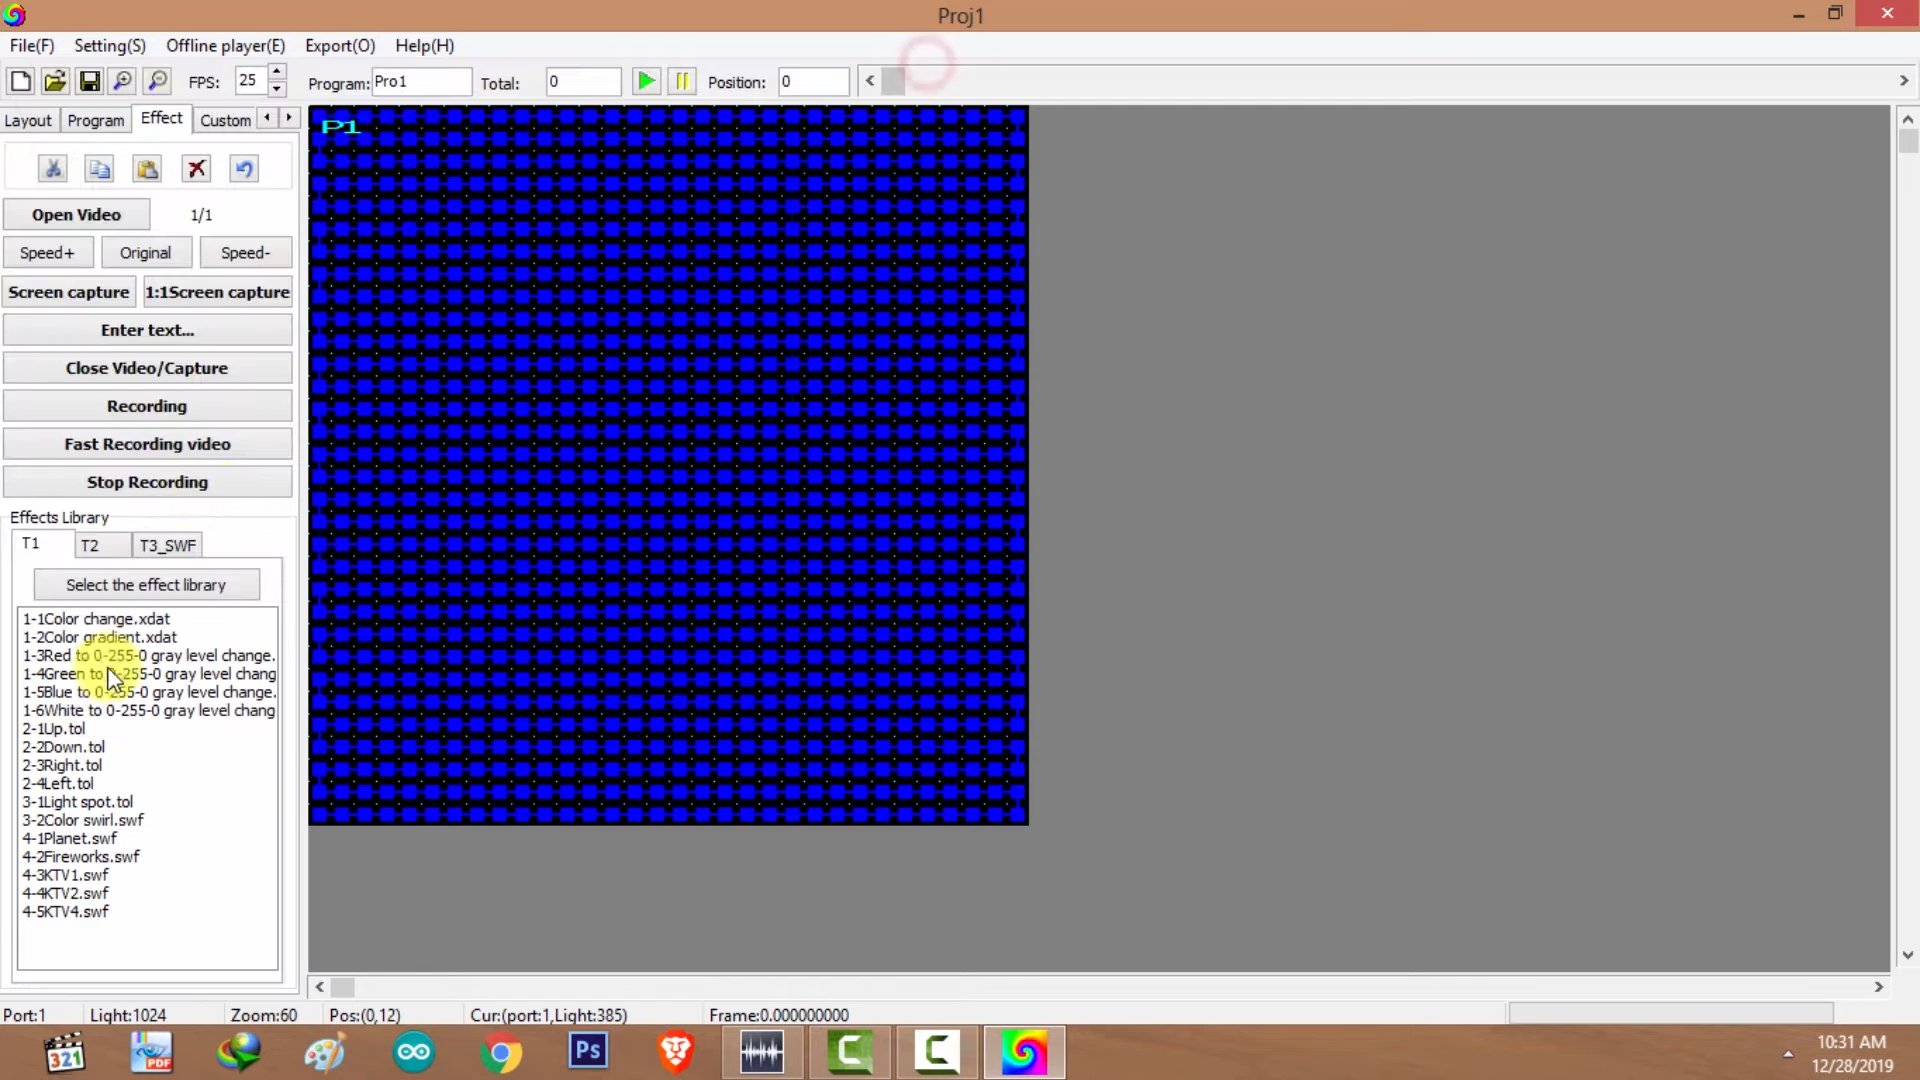 Proj1
File(F) Setting(S) Offline player(E) Export(O) Help(H)
FPS: 25 Program: Pro1 Total: 0 Position: 0
Layout Program Effect Custom
P1
Open Video 1/1
Speed+ Original Speed-
Screen capture 1:1Screen capture
Enter text...
Close Video/Capture
Recording
Fast Recording video
Stop Recording
Effects Library
T1 T2 T3_SWF
Select the effect library
1-1Color change.xdat
1-2Color gradient.xdat
1-3Red to 0-255-0 gray level change.
1-4Green to 0-255-0 gray level chang
1-5Blue to 0-255-0 gray level change.
1-6White to 0-255-0 gray level chang
2-1Up.tol
2-2Down.tol
2-3Right.tol
2-4Left.tol
3-1Light spot.tol
3-2Color swirl.swf
4-1Planet.swf
4-2Fireworks.swf
4-3KTV1.swf
4-4KTV2.swf
4-5KTV4.swf
Port:1 Light:1024 Zoom:60 Pos:(0,12) Cur:(port:1,Light:385) Frame:0.000000000
321
PDF
Ps
10:31 AM
12/28/2019